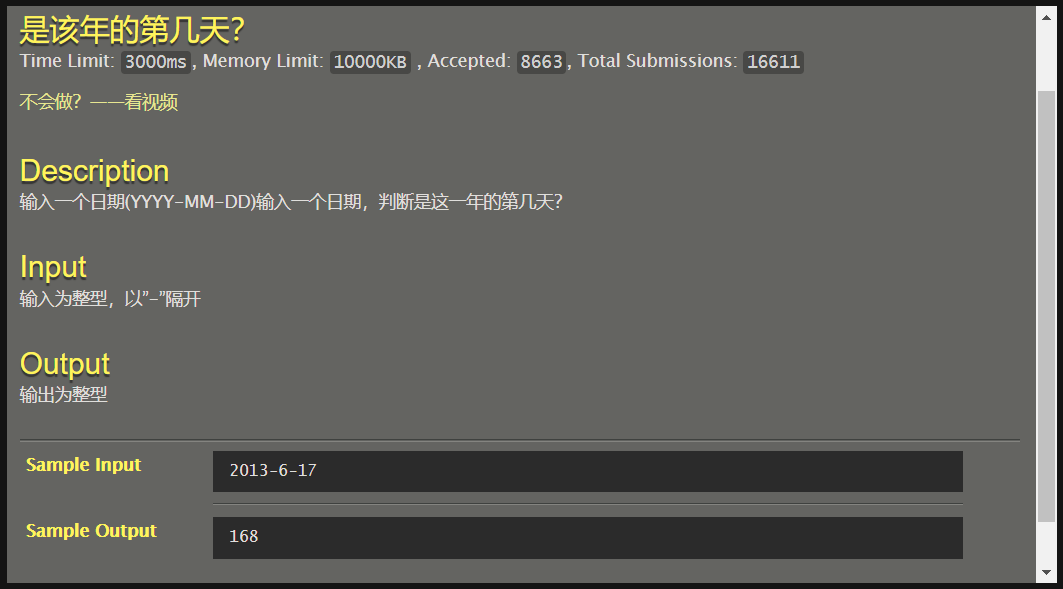 是该年的第几天？
Time Limit: 3000ms, Memory Limit: 10000KB , Accepted: 8663, Total Submissions: 16611
不会做？——看视频
Description
输入一个日期(YYYY-MM-DD)输入一个日期，判断是这一年的第几天？
Input
输入为整型，以”-”隔开
Output
输出为整型
Sample Input 2013-6-17
Sample Output 168